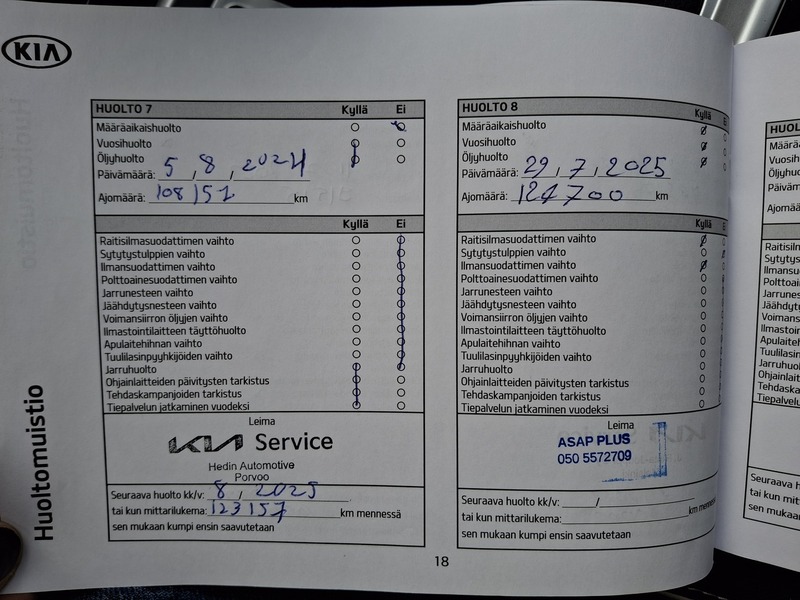 KIA
HUOLTO 7 Kyllä Ei
Määräaikaishuolto
Vuosihuolto
Öljyhuolto
Päivämäärä: 5 / 8 / 2024
Ajomäärä: 108157 km
Kyllä Ei
Raitisilmasuodattimen vaihto
Sytytystulppien vaihto
Ilmansuodattimen vaihto
Polttoainesuodattimen vaihto
Jarrunesteen vaihto
Jäähdytysnesteen vaihto
Voimansiirron öljyjen vaihto
Ilmastointilaitteen täyttöhuolto
Apulaitehihnan vaihto
Tuulilasinpyyhkijöiden vaihto
Jarruhuolto
Ohjainlaitteiden päivitysten tarkistus
Tehdaskampanjoiden tarkistus
Tiepalvelun jatkaminen vuodeksi
Leima
KIA Service
Hedin Automotive
Porvoo
Seuraava huolto kk/v: 8 / 2025
tai kun mittarilukema: 123157 km mennessä
sen mukaan kumpi ensin saavutetaan
HUOLTO 8 Kyllä
Määräaikaishuolto
Vuosihuolto
Öljyhuolto
Päivämäärä: 29 / 7 / 2025
Ajomäärä: 124700 km
Kyllä
Raitisilmasuodattimen vaihto
Sytytystulppien vaihto
Ilmansuodattimen vaihto
Polttoainesuodattimen vaihto
Jarrunesteen vaihto
Jäähdytysnesteen vaihto
Voimansiirron öljyjen vaihto
Ilmastointilaitteen täyttöhuolto
Apulaitehihnan vaihto
Tuulilasinpyyhkijöiden vaihto
Jarruhuolto
Ohjainlaitteiden päivitysten tarkistus
Tehdaskampanjoiden tarkistus
Tiepalvelun jatkaminen vuodeksi
Leima
ASAP PLUS
050 5572709
Seuraava huolto kk/v: /
tai kun mittarilukema: km mennessä
sen mukaan kumpi ensin saavutetaan
Huoltomuistio
18